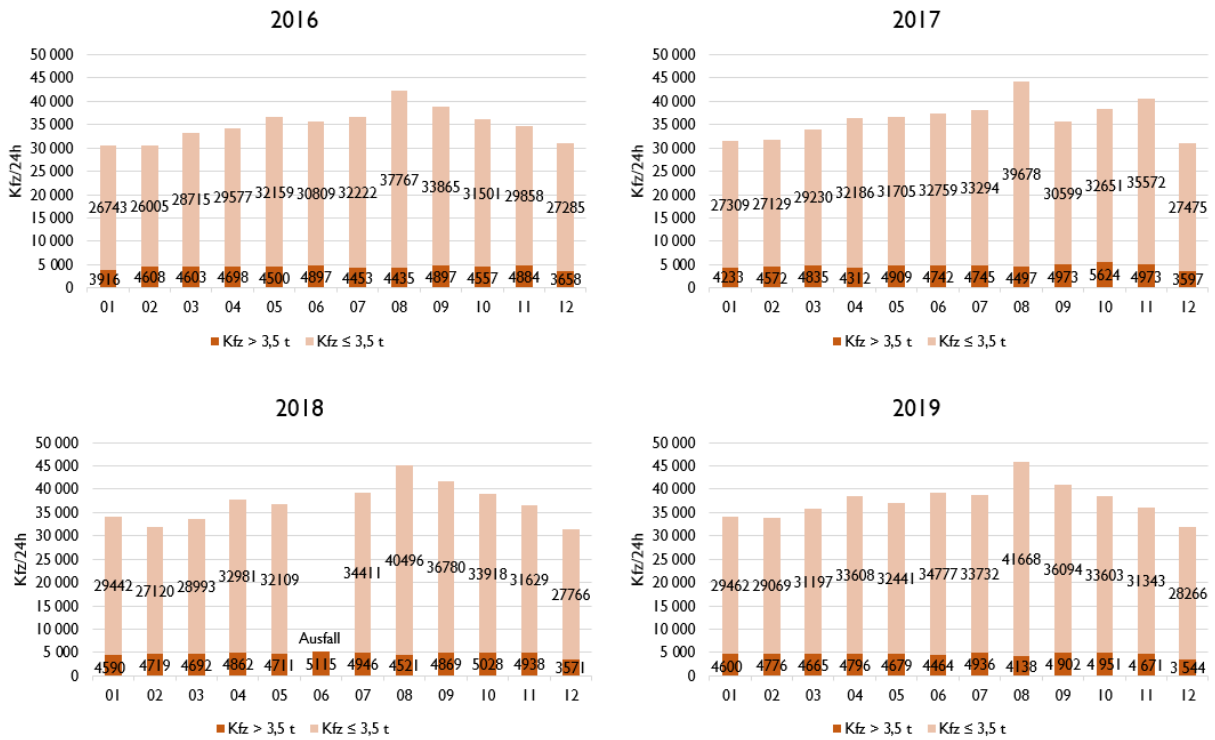 2016
50 000
45 000
40 000
35 000
30 000
25 000
20 000
15 000
10 000
5 000
0
Kfz/24h
26743 26005 28715 29577 32159 30809 32222 37767 33865 31501 29858 27285
3916 4608 4603 4698 4500 4897 4453 4435 4897 4557 4884 3658
01 02 03 04 05 06 07 08 09 10 11 12
Kfz > 3,5 t Kfz ≤ 3,5 t
2017
50 000
45 000
40 000
35 000
30 000
25 000
20 000
15 000
10 000
5 000
0
Kfz/24h
27309 27129 29230 32186 31705 32759 33294 39678 30599 32651 35572 27475
4233 4572 4835 4312 4909 4742 4745 4497 4973 5624 4973 3597
01 02 03 04 05 06 07 08 09 10 11 12
Kfz > 3,5 t Kfz ≤ 3,5 t
2018
50 000
45 000
40 000
35 000
30 000
25 000
20 000
15 000
10 000
5 000
0
Kfz/24h
29442 27120 28993 32981 32109 34411 40496 36780 33918 31629 27766
Ausfall
4590 4719 4692 4862 4711 5115 4946 4521 4869 5028 4938 3571
01 02 03 04 05 06 07 08 09 10 11 12
Kfz > 3,5 t Kfz ≤ 3,5 t
2019
50 000
45 000
40 000
35 000
30 000
25 000
20 000
15 000
10 000
5 000
0
Kfz/24h
29462 29069 31197 33608 32441 34777 33732 41668 36094 33603 31343 28266
4600 4776 4665 4796 4679 4464 4936 4138 4 902 4 951 4 671 3 544
01 02 03 04 05 06 07 08 09 10 11 12
Kfz > 3,5 t Kfz ≤ 3,5 t